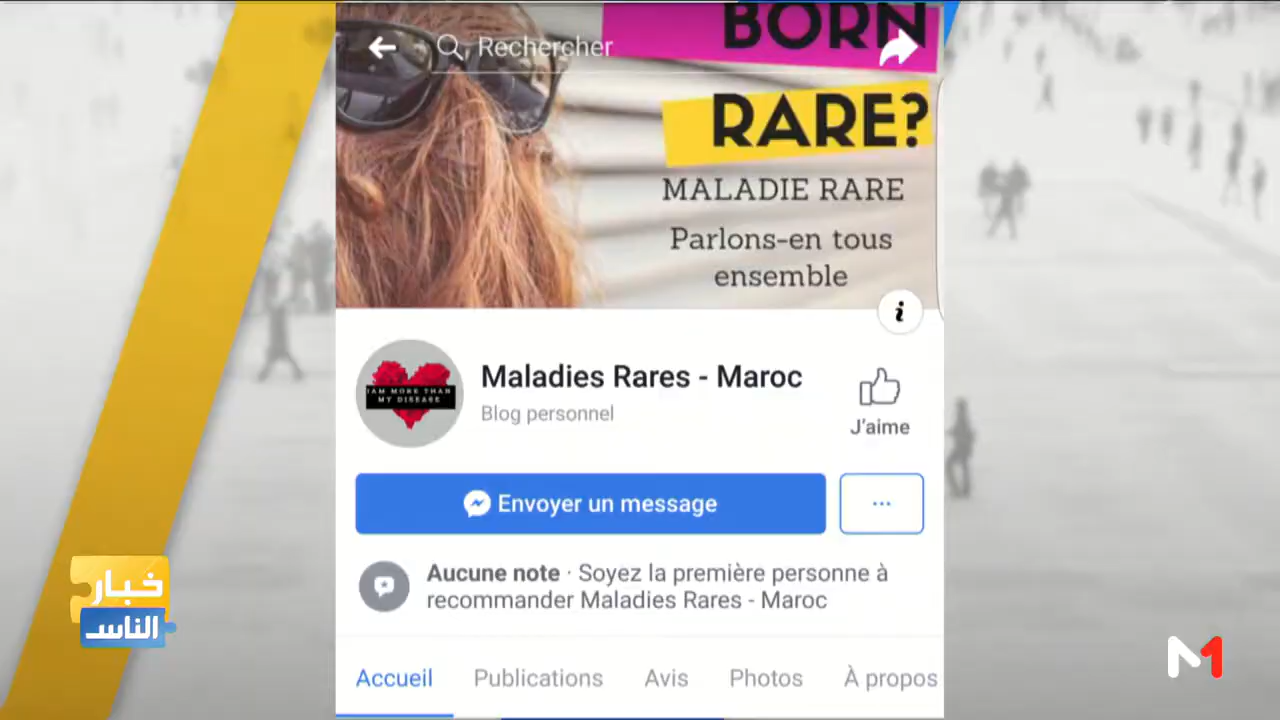 BORN
Rechercher
RARE?
MALADIE RARE
Parlons-en tous
ensemble
i
Maladies Rares - Maroc
Blog personnel
I AM MORE THAN
MY DISEASE
J'aime
Envoyer un message
...
Aucune note · Soyez la première personne à
recommander Maladies Rares - Maroc
خبار
الناس
M1
Accueil Publications Avis Photos À propos